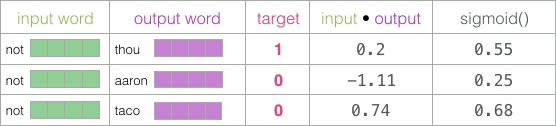 input word output word target input • output sigmoid()
not thou 1 0.2 0.55
not aaron 0 -1.11 0.25
not taco 0 0.74 0.68